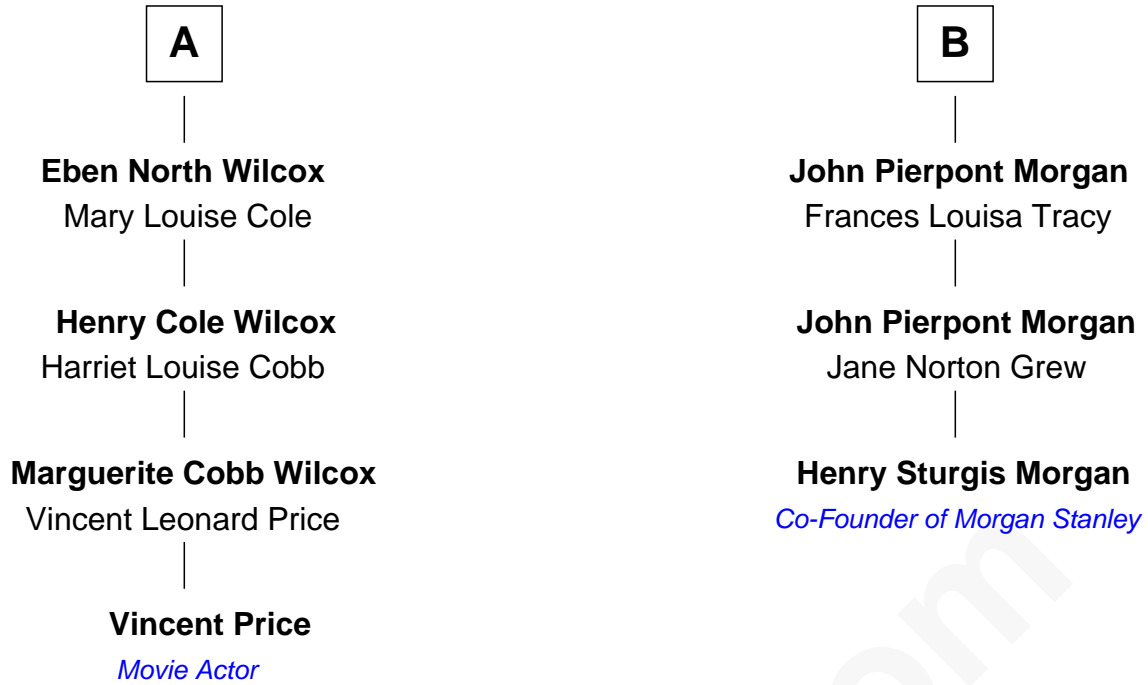 A
Eben North Wilcox
Mary Louise Cole
Henry Cole Wilcox
Harriet Louise Cobb
Marguerite Cobb Wilcox
Vincent Leonard Price
Vincent Price
Movie Actor
B
John Pierpont Morgan
Frances Louisa Tracy
John Pierpont Morgan
Jane Norton Grew
Henry Sturgis Morgan
Co-Founder of Morgan Stanley
om